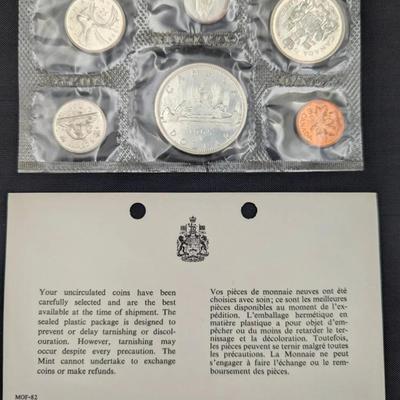 CANADA
DOLLAR
Your uncirculated coins have been
carefully selected and are the best
available at the time of shipment. The
sealed plastic package is designed to
prevent or delay tarnishing or discol-
ouration. However, tarnishing may
occur despite every precaution. The
Mint cannot undertake to exchange
coins or make refunds.
MOF-82
Vos pièces de monnaie neuves ont été
choisies avec soin; ce sont les meilleures
pièces disponibles au moment de l'ex-
pédition. L'emballage hermétique en
matière plastique a pour objet d'em-
pêcher ou du moins de retarder le ter-
nissage et la décoloration. Toutefois,
les pièces peuvent se ternir malgré toutes
les précautions. La Monnaie ne peut
s'engager à faire l'échange ou le rem-
boursement des pièces.